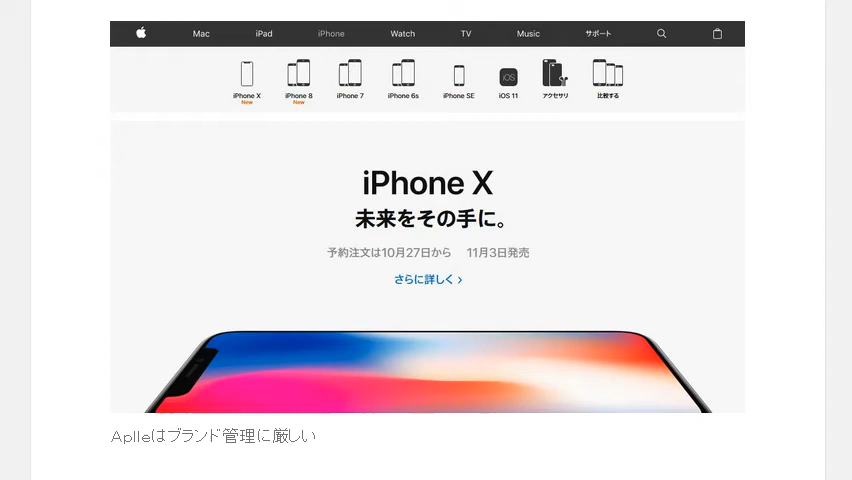 Mac iPad iPhone Watch TV Music サポート
iOS
iPhone X iPhone 8 iPhone 7 iPhone 6s iPhone SE iOS 11 アクセサリ 比較する
New New
iPhone X
未来をその手に。
予約注文は10月27日から 11月3日発売
さらに詳しく >
Aplleはブランド管理に厳しい